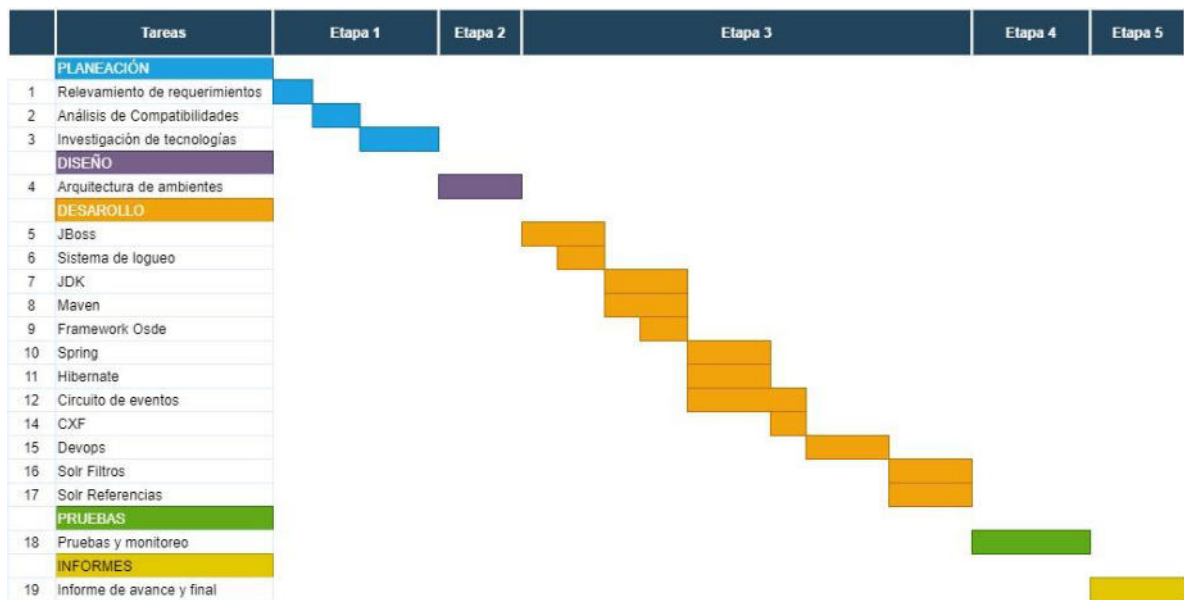 Tareas Etapa 1 Etapa 2 Etapa 3 Etapa 4 Etapa 5
PLANEACIÓN
1 Relevamiento de requerimientos
2 Análisis de Compatibilidades
3 Investigación de tecnologías
DISEÑO
4 Arquitectura de ambientes
DESAROLLO
5 JBoss
6 Sistema de logueo
7 JDK
8 Maven
9 Framework Osde
10 Spring
11 Hibernate
12 Circuito de eventos
14 CXF
15 Devops
16 Solr Filtros
17 Solr Referencias
PRUEBAS
18 Pruebas y monitoreo
INFORMES
19 Informe de avance y final